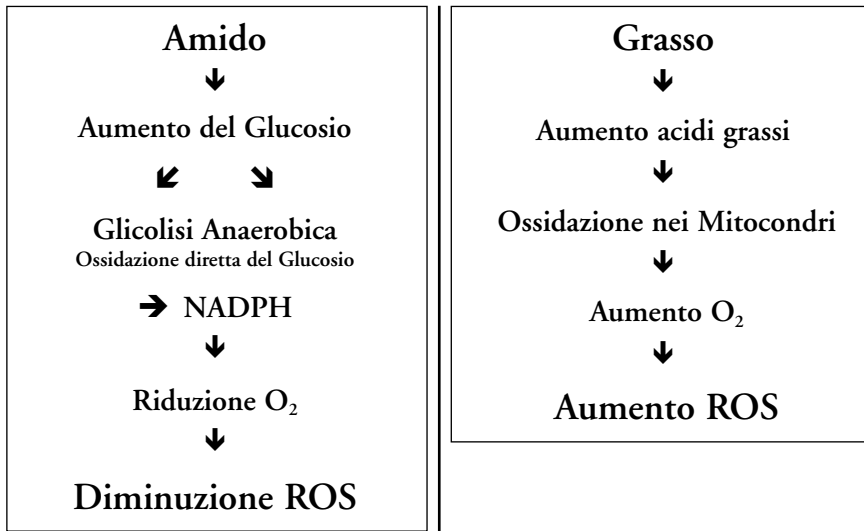 Amido
Aumento del Glucosio
Glicolisi Anaerobica
Ossidazione diretta del Glucosio
➔ NADPH
Riduzione O₂
Diminuzione ROS
Grasso
Aumento acidi grassi
Ossidazione nei Mitocondri
Aumento O₂
Aumento ROS